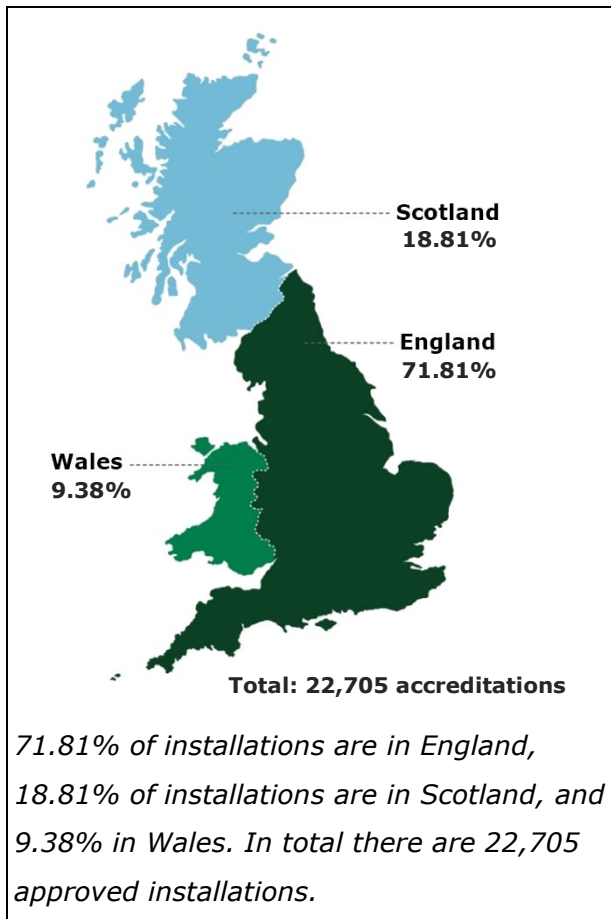 Scotland
18.81%
England
71.81%
Wales
9.38%
Total: 22,705 accreditations
71.81% of installations are in England,
18.81% of installations are in Scotland, and
9.38% in Wales. In total there are 22,705
approved installations.